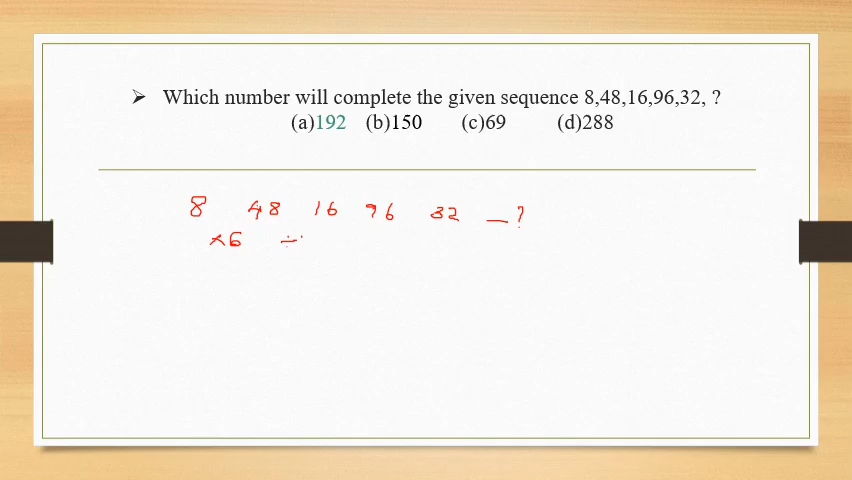 ➢ Which number will complete the given sequence 8,48,16,96,32, ?
(a)192 (b)150 (c)69 (d)288
8 48 16 96 32 _ ?
×6 ÷